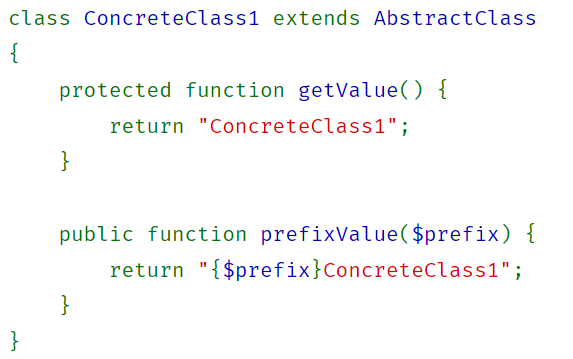 class ConcreteClass1 extends AbstractClass
{
    protected function getValue() {
        return "ConcreteClass1";
    }

    public function prefixValue($prefix) {
        return "{$prefix}ConcreteClass1";
    }
}